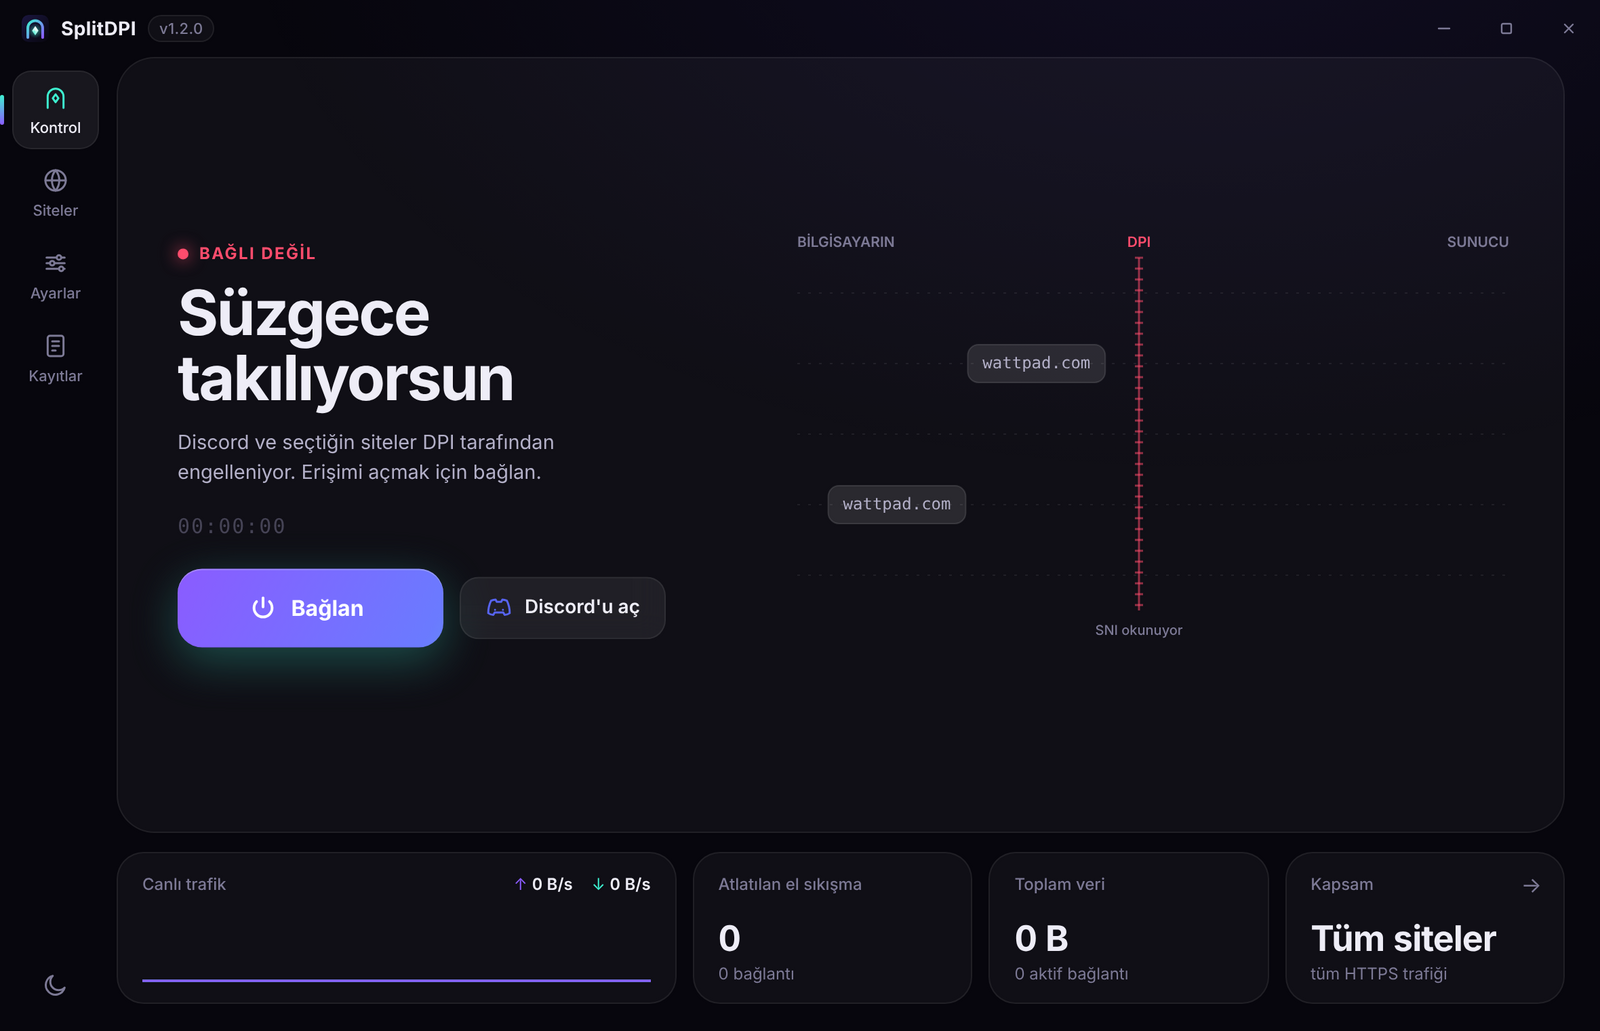 SplitDPI v1.2.0
Kontrol
Siteler
Ayarlar
Kayıtlar
BAĞLI DEĞİL
Süzgece
takılıyorsun
Discord ve seçtiğin siteler DPI tarafından
engelleniyor. Erişimi açmak için bağlan.
00:00:00
Bağlan
Discord'u aç
BİLGİSAYARIN
DPI
SUNUCU
wattpad.com
wattpad.com
SNI okunuyor
Canlı trafik
↑ 0 B/s ↓ 0 B/s
Atlatılan el sıkışma
0
0 bağlantı
Toplam veri
0 B
0 aktif bağlantı
Kapsam →
Tüm siteler
tüm HTTPS trafiği